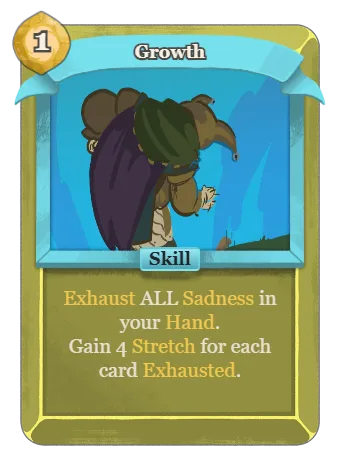 1
Growth
Skill
Exhaust ALL Sadness in
your Hand.
Gain 4 Stretch for each
card Exhausted.